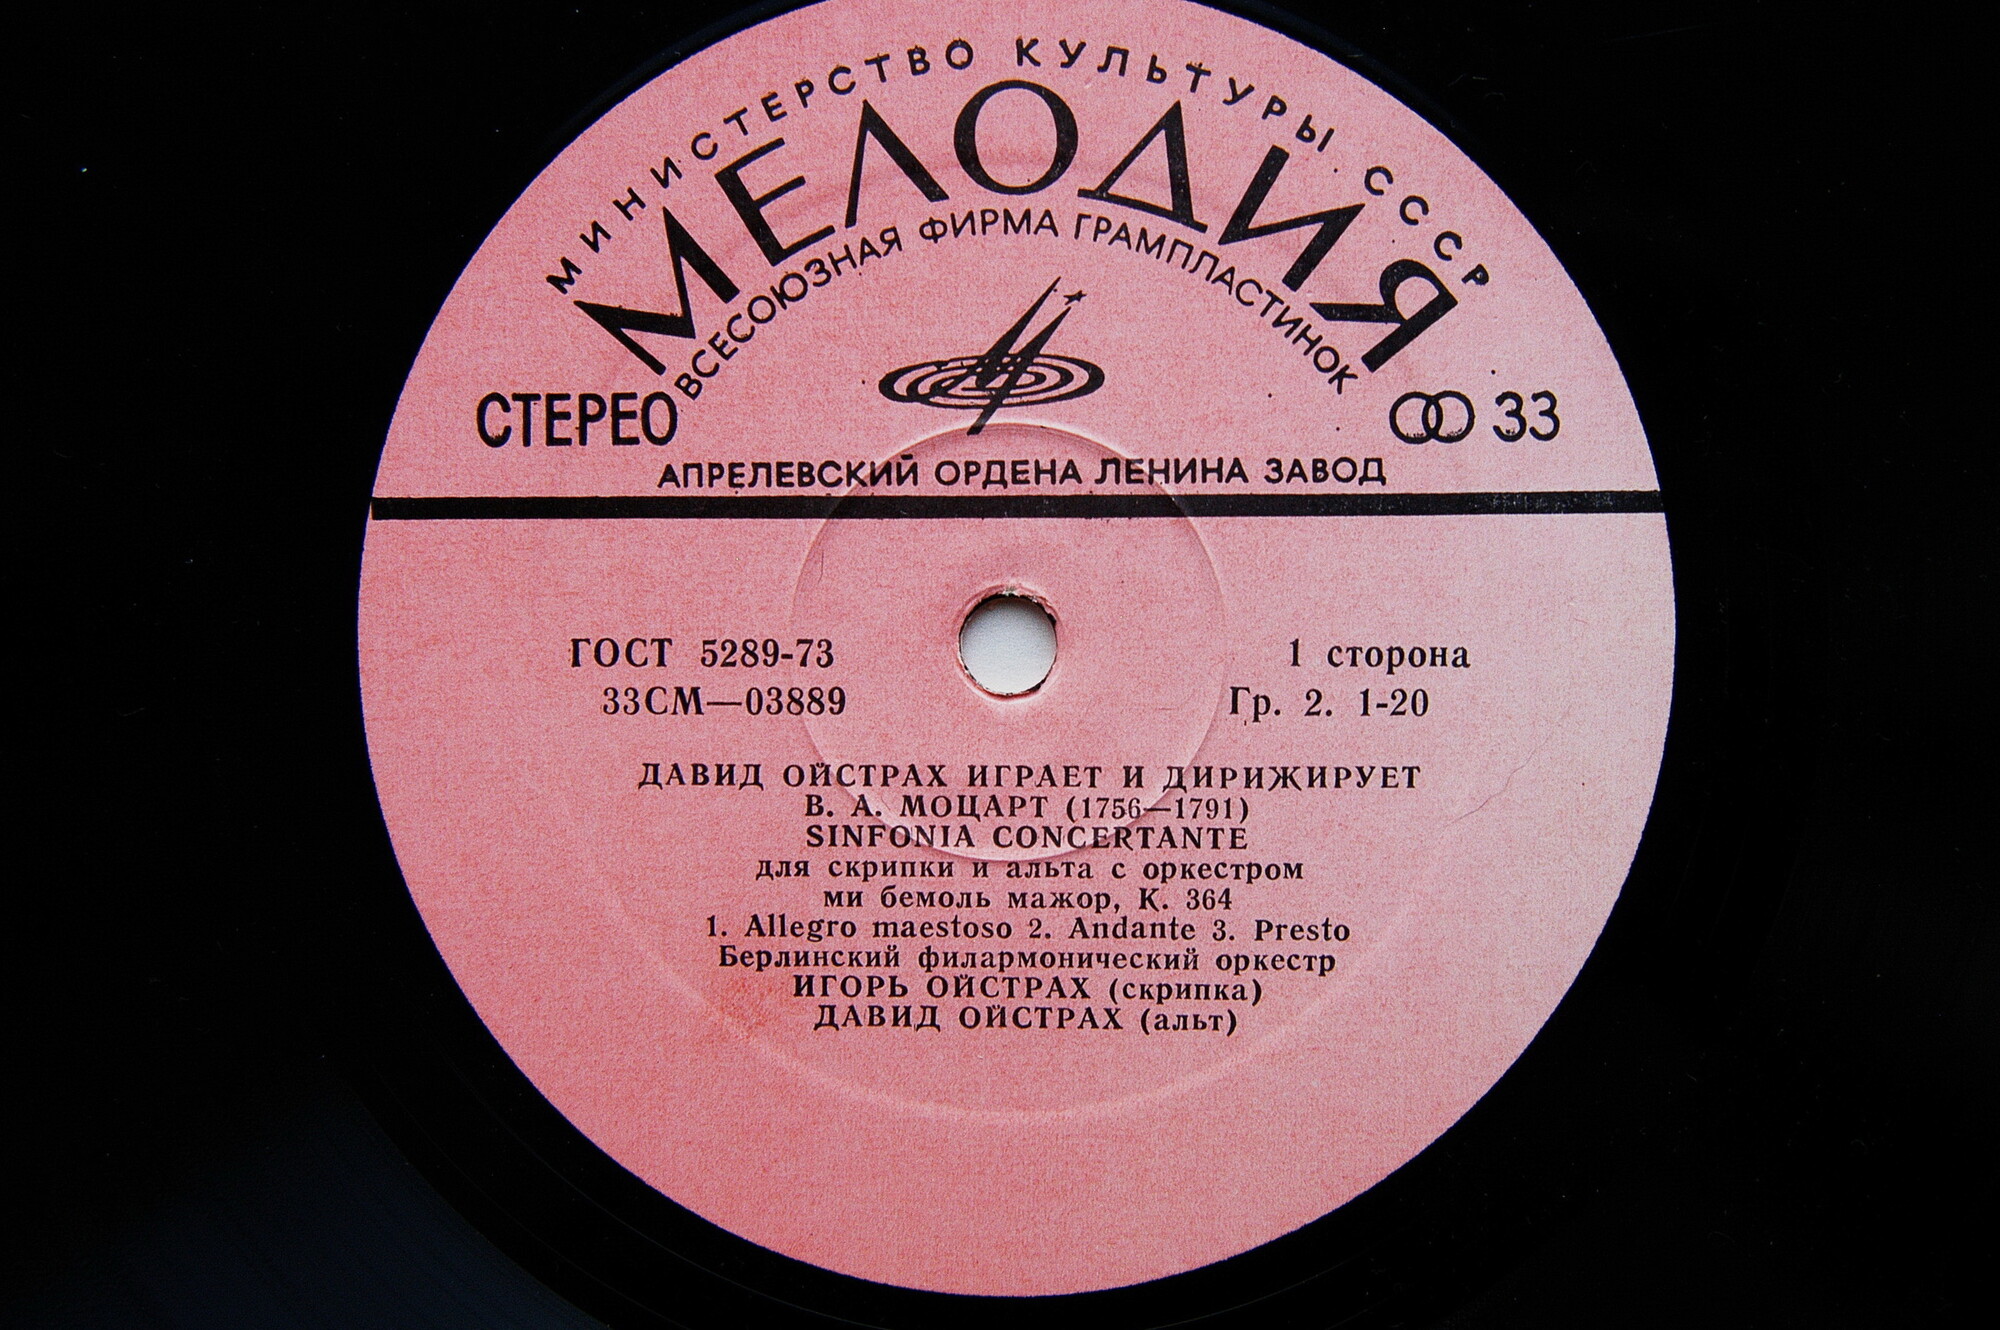 МИНИСТЕРСТВО КУЛЬТУРЫ СССР
МЕЛОДИЯ
ВСЕСОЮЗНАЯ ФИРМА ГРАМПЛАСТИНОК
СТЕРЕО
33
АПРЕЛЕВСКИЙ ОРДЕНА ЛЕНИНА ЗАВОД
ГОСТ 5289-73
1 сторона
33СМ—03889
Гр. 2. 1-20
ДАВИД ОЙСТРАХ ИГРАЕТ И ДИРИЖИРУЕТ
В. А. МОЦАРТ (1756—1791)
SINFONIA CONCERTANTE
для скрипки и альта с оркестром
ми бемоль мажор, К. 364
1. Allegro maestoso 2. Andante 3. Presto
Берлинский филармонический оркестр
ИГОРЬ ОЙСТРАХ (скрипка)
ДАВИД ОЙСТРАХ (альт)